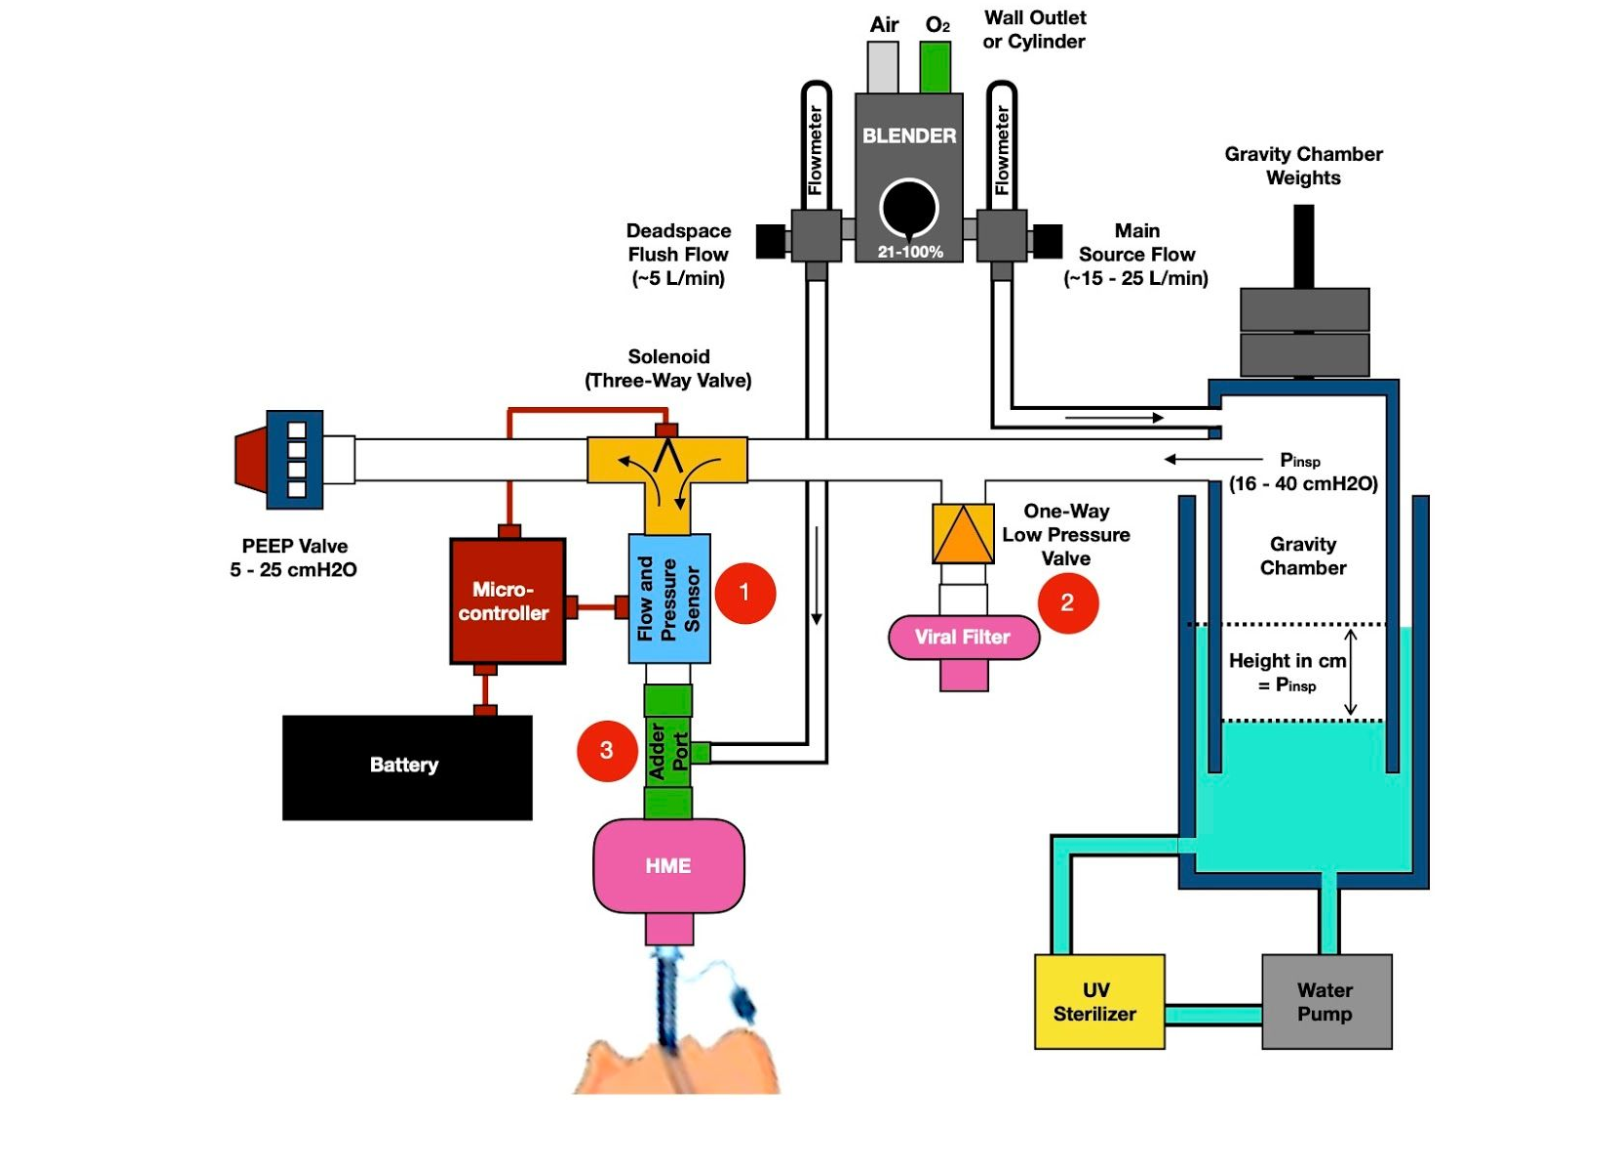 Air
O2
Wall Outlet
or Cylinder
Flowmeter
BLENDER
21-100%
Flowmeter
Gravity Chamber
Weights
Deadspace
Flush Flow
(~5 L/min)
Main
Source Flow
(~15 - 25 L/min)
Solenoid
(Three-Way Valve)
Pinsp
(16 - 40 cmH2O)
PEEP Valve
5 - 25 cmH2O
One-Way
Low Pressure
Valve
Gravity
Chamber
Micro-
controller
Flow and
Pressure
Sensor
1
2
Viral Filter
Height in cm
= Pinsp
Battery
3
Adder
Port
HME
UV
Sterilizer
Water
Pump